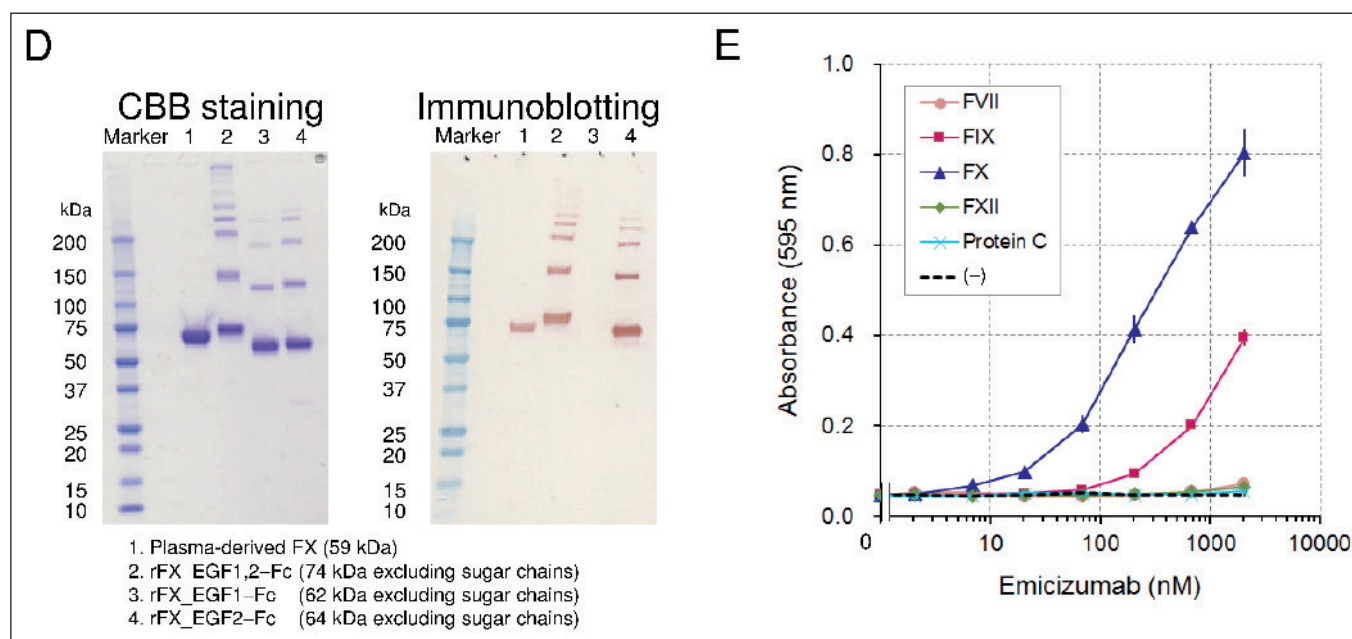 D
CBB staining
Marker 1 2 3 4
kDa
200
150
100
75
50
37
25
20
15
10
Immunoblotting
Marker 1 2 3 4
kDa
200
150
100
75
50
37
25
20
15
10
1. Plasma-derived FX (59 kDa)
2. rFX_EGF1,2–Fc (74 kDa excluding sugar chains)
3. rFX_EGF1–Fc (62 kDa excluding sugar chains)
4. rFX_EGF2–Fc (64 kDa excluding sugar chains)
E
Absorbance (595 nm)
1.0
0.8
0.6
0.4
0.2
0.0
FVII
FIX
FX
FXII
Protein C
(–)
0 10 100 1000 10000
Emicizumab (nM)